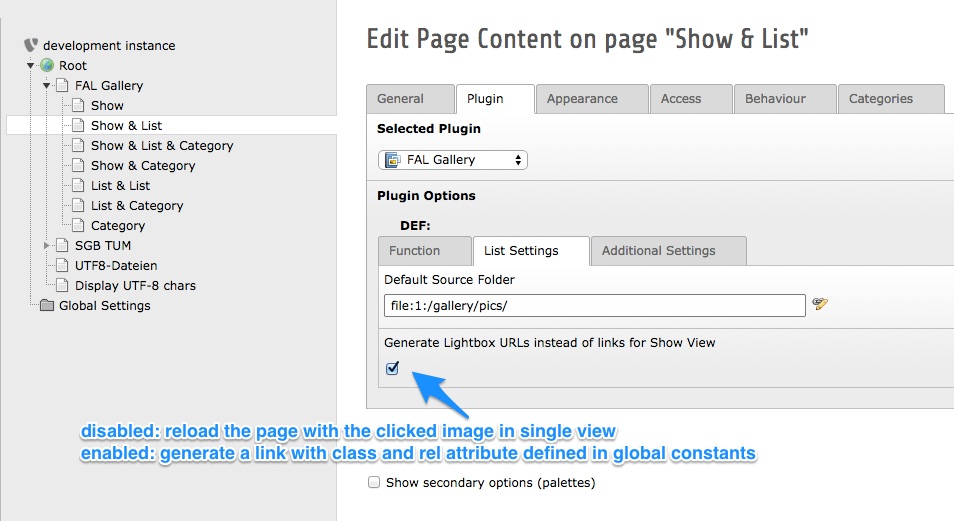 development instance
Root
FAL Gallery
Show
Show & List
Show & List & Category
Show & Category
List & List
List & Category
Category
SGB TUM
UTF8-Dateien
Display UTF-8 chars
Global Settings
Edit Page Content on page "Show & List"
General Plugin Appearance Access Behaviour Categories
Selected Plugin
FAL Gallery
Plugin Options
DEF:
Function List Settings Additional Settings
Default Source Folder
file:1:/gallery/pics/
Generate Lightbox URLs instead of links for Show View
disabled: reload the page with the clicked image in single view
enabled: generate a link with class and rel attribute defined in global constants
Show secondary options (palettes)